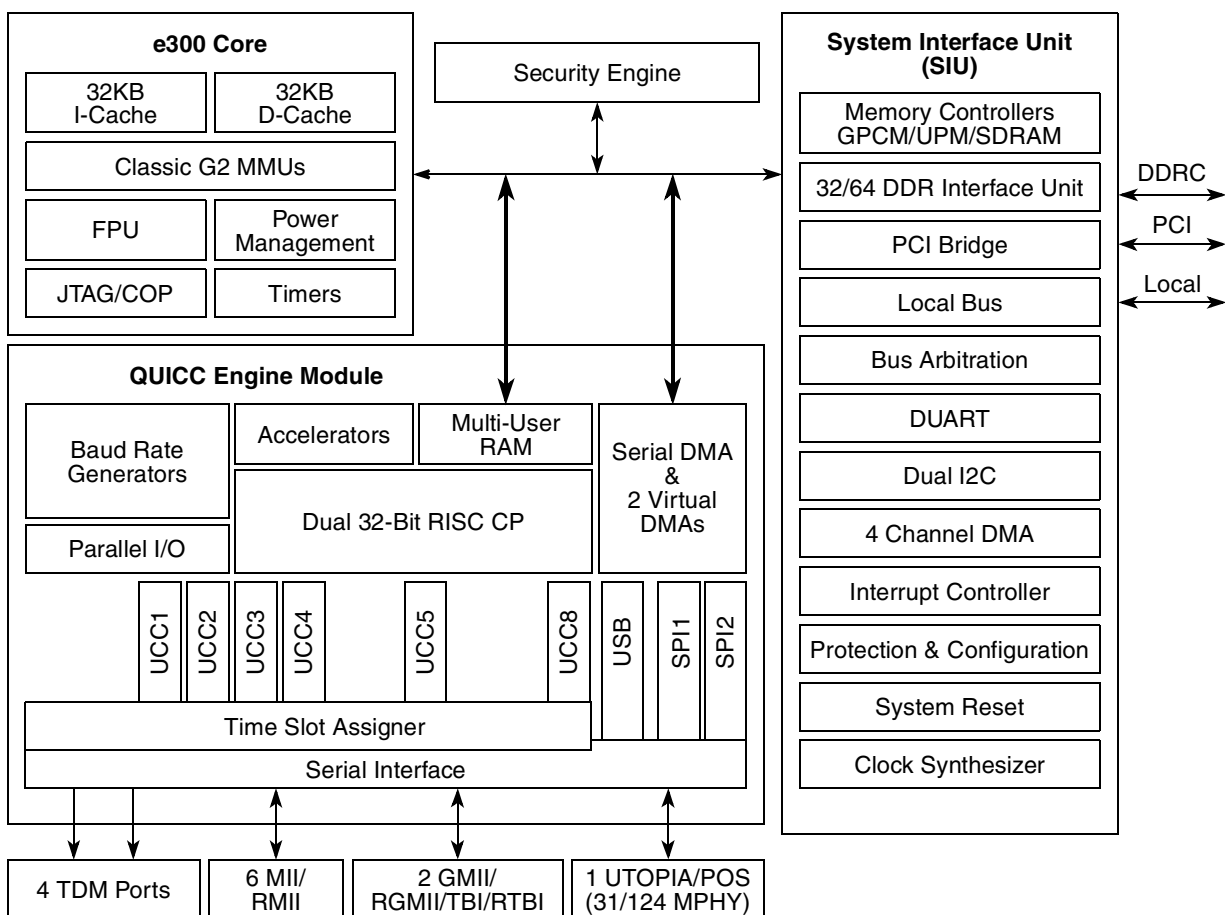 e300 Core
32KB
I-Cache
32KB
D-Cache
Classic G2 MMUs
FPU
Power
Management
JTAG/COP
Timers
Security Engine
System Interface Unit
(SIU)
Memory Controllers
GPCM/UPM/SDRAM
32/64 DDR Interface Unit
PCI Bridge
Local Bus
Bus Arbitration
DUART
Dual I2C
4 Channel DMA
Interrupt Controller
Protection & Configuration
System Reset
Clock Synthesizer
DDRC
PCI
Local
QUICC Engine Module
Baud Rate
Generators
Accelerators
Multi-User
RAM
Serial DMA
&
2 Virtual
DMAs
Parallel I/O
Dual 32-Bit RISC CP
UCC1
UCC2
UCC3
UCC4
UCC5
UCC8
USB
SPI1
SPI2
Time Slot Assigner
Serial Interface
4 TDM Ports
6 MII/
RMII
2 GMII/
RGMII/TBI/RTBI
1 UTOPIA/POS
(31/124 MPHY)